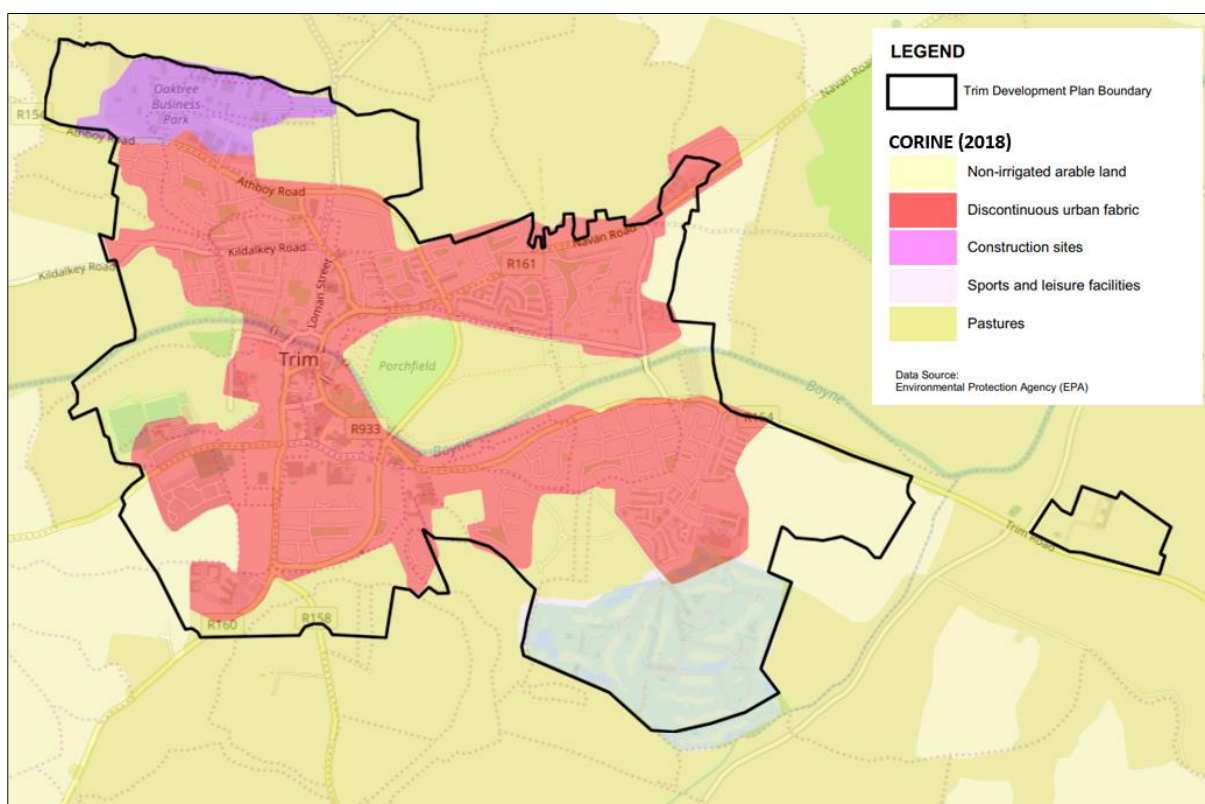 LEGEND
Trim Development Plan Boundary
CORINE (2018)
Non-irrigated arable land
Discontinuous urban fabric
Construction sites
Sports and leisure facilities
Pastures
Data Source:
Environmental Protection Agency (EPA)
Oaktree
Business
Park
R154
Athboy Road
Navan Road
Athboy Road
Kildalkey Road
Kildalkey Road
Loman Street
R161
Navan Road
Trim
Porchfield
Boyne
R933
Boyne
R154
Trim Road
R160
R158